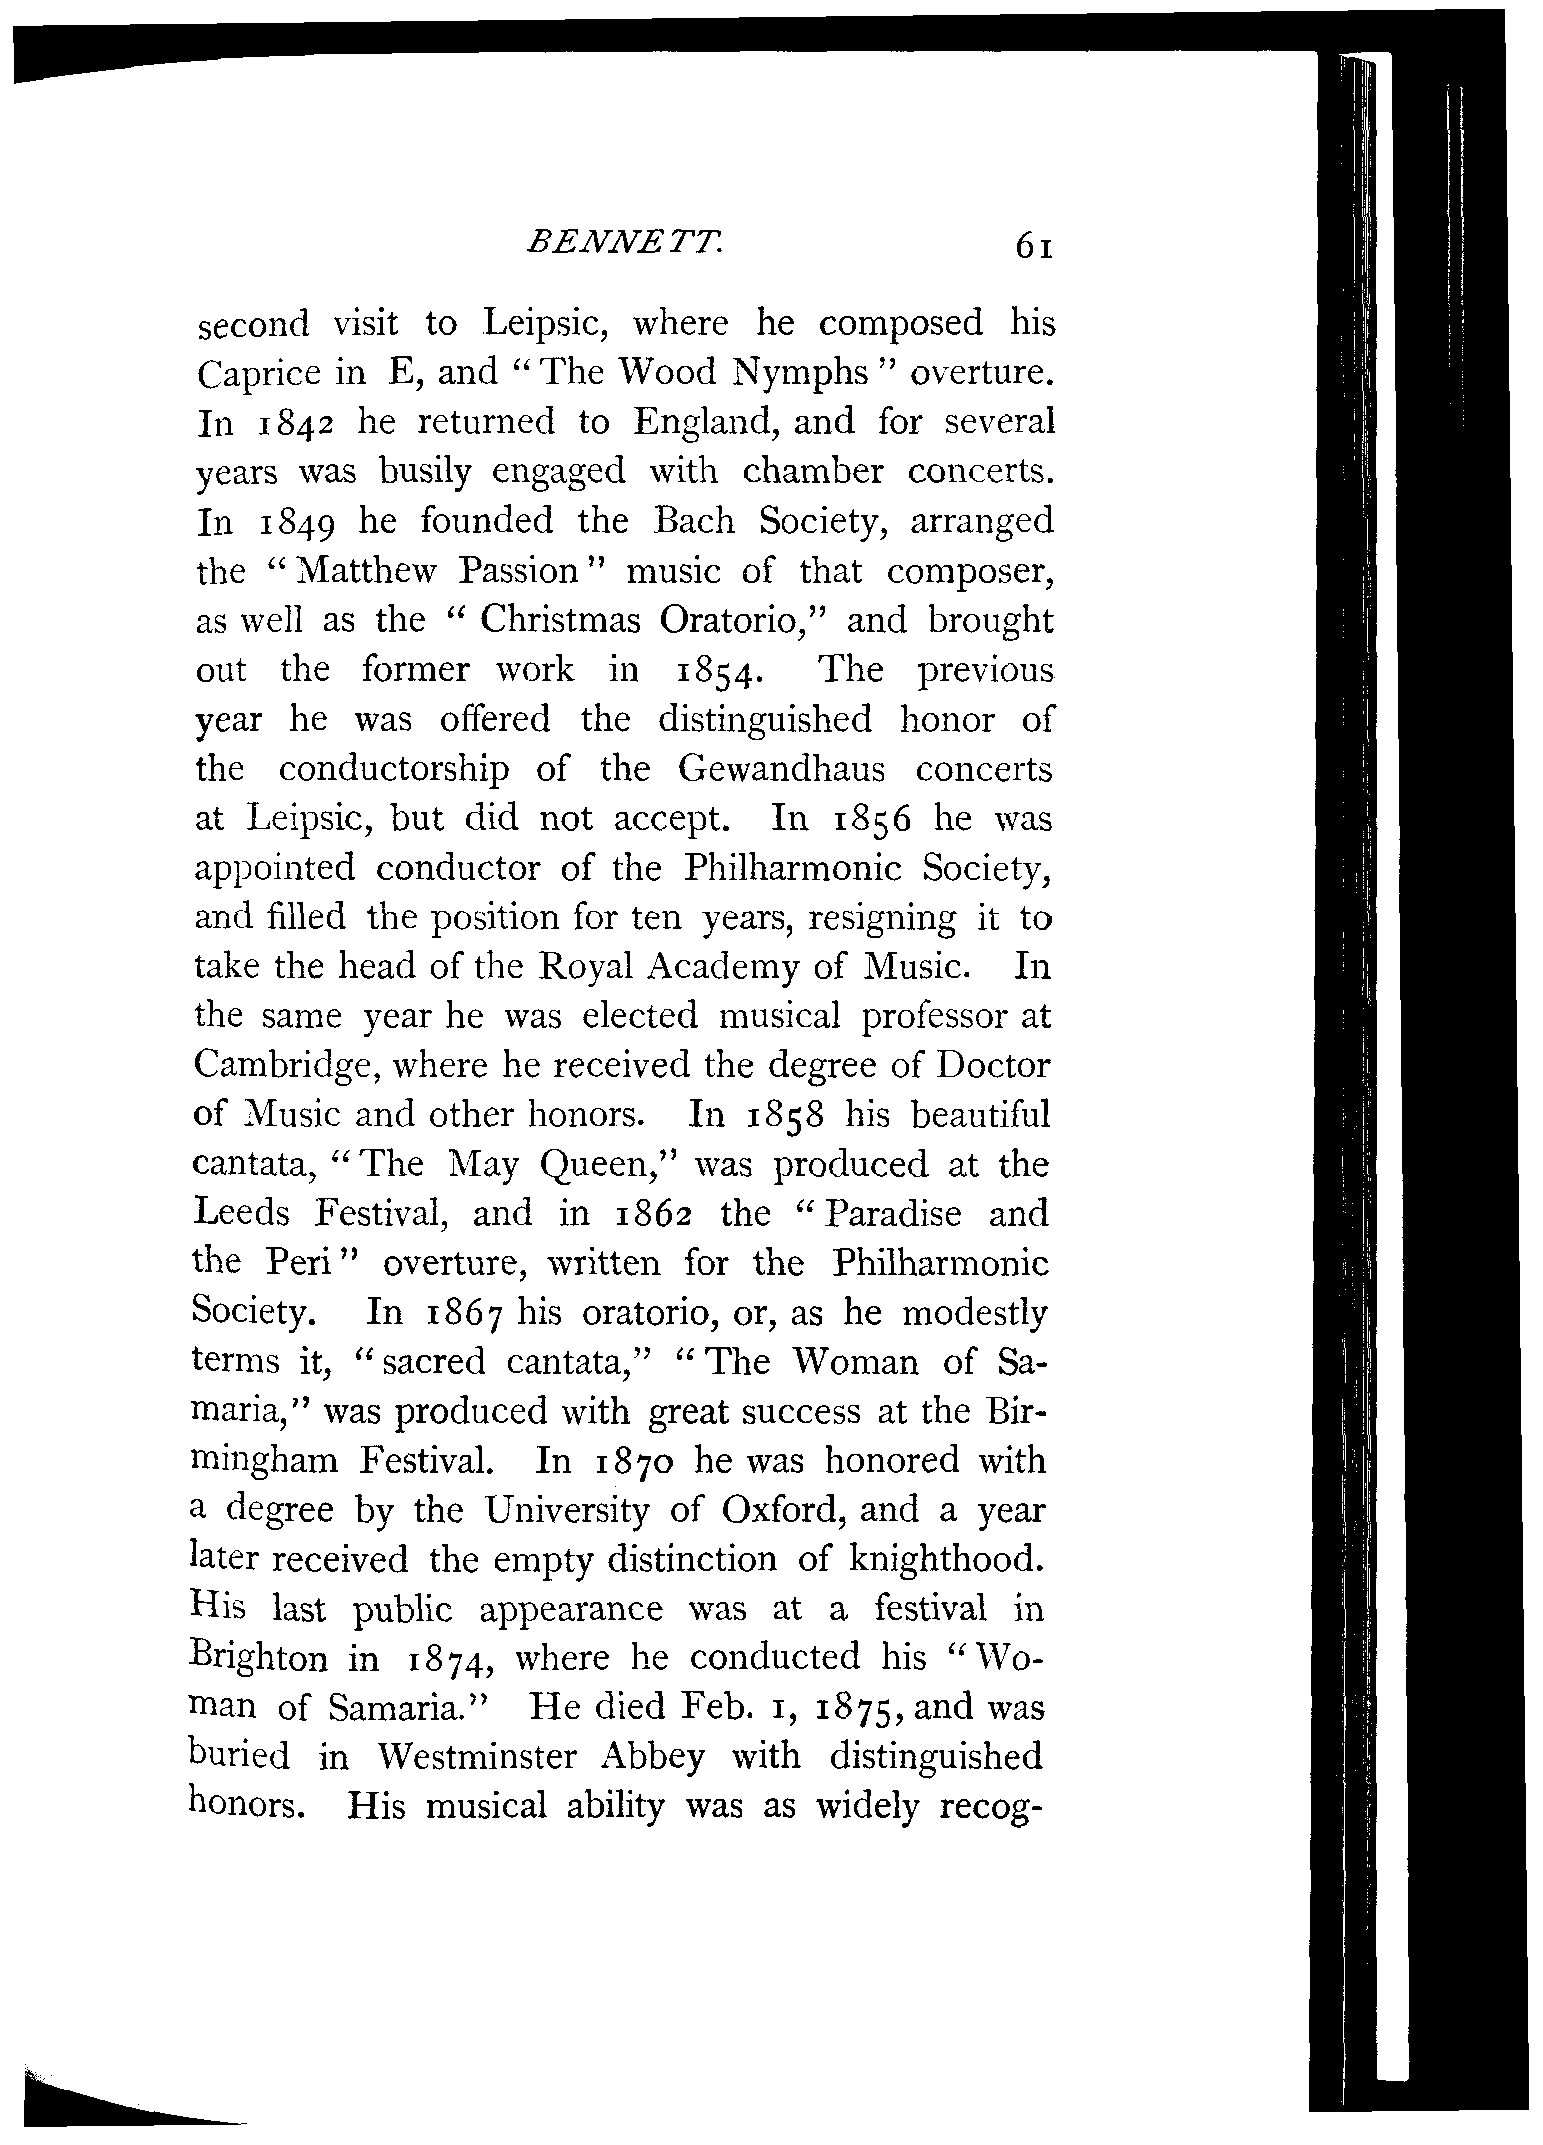 BENNETT. 61
second visit to Leipsic, where he composed his
Caprice in E, and “The Wood Nymphs” overture.
In 1842 he returned to England, and for several
years was busily engaged with chamber concerts.
In 1849 he founded the Bach Society, arranged
the “Matthew Passion” music of that composer,
as well as the “Christmas Oratorio,” and brought
out the former work in 1854. The previous
year he was offered the distinguished honor of
the conductorship of the Gewandhaus concerts
at Leipsic, but did not accept. In 1856 he was
appointed conductor of the Philharmonic Society,
and filled the position for ten years, resigning it to
take the head of the Royal Academy of Music. In
the same year he was elected musical professor at
Cambridge, where he received the degree of Doctor
of Music and other honors. In 1858 his beautiful
cantata, “The May Queen,” was produced at the
Leeds Festival, and in 1862 the “Paradise and
the Peri” overture, written for the Philharmonic
Society. In 1867 his oratorio, or, as he modestly
terms it, “sacred cantata,” “The Woman of Sa-
maria,” was produced with great success at the Bir-
mingham Festival. In 1870 he was honored with
a degree by the University of Oxford, and a year
later received the empty distinction of knighthood.
His last public appearance was at a festival in
Brighton in 1874, where he conducted his “Wo-
man of Samaria.” He died Feb. 1, 1875, and was
buried in Westminster Abbey with distinguished
honors. His musical ability was as widely recog-